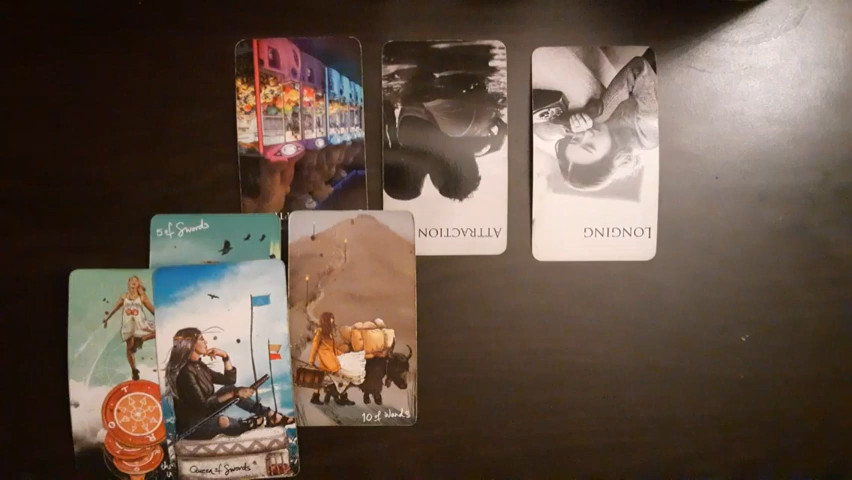 ATTRACTION
LONGING
5 of Swords
10 of Wands
Queen of Swords